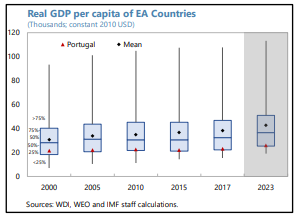 Real GDP per capita of EA Countries
(Thousands; constant 2010 USD)
120
Portugal Mean
100
80
60
40
20
0
>75%
75%
50%
50%
25%
<25%
2000 2005 2010 2015 2017 2023
Sources: WDI, WEO and IMF staff calculations.